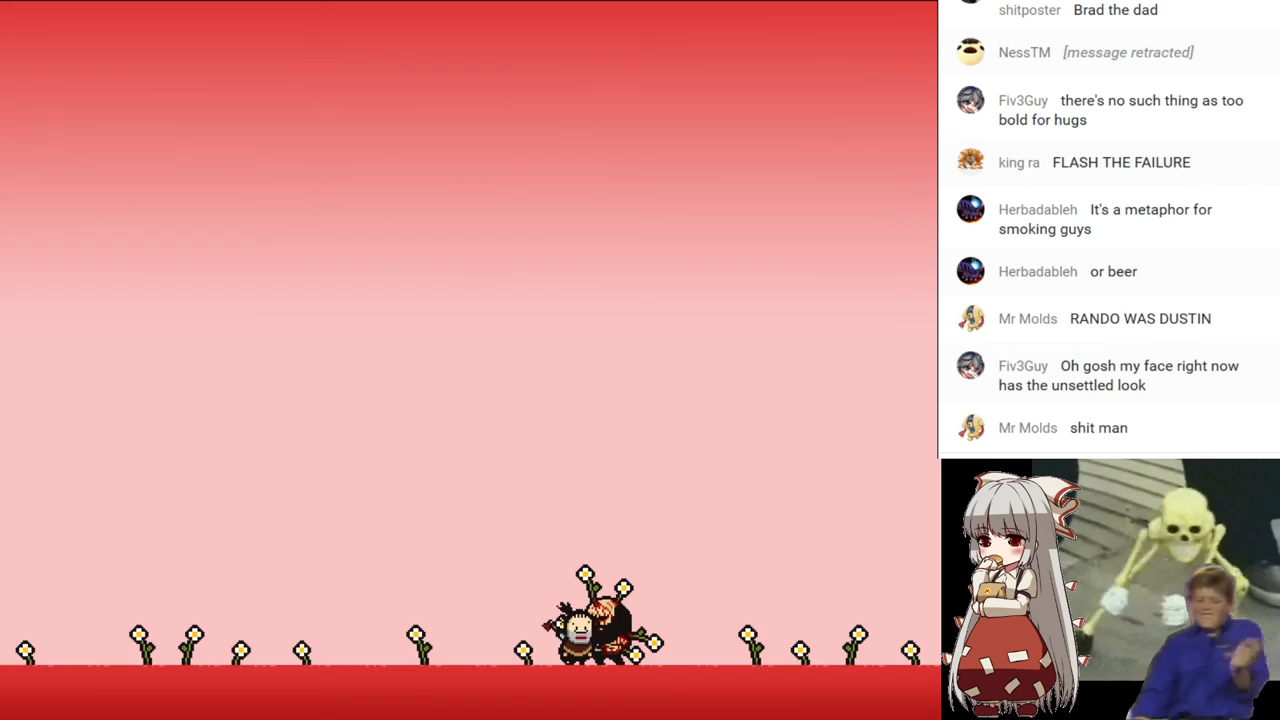 shitposter Brad the dad
NessTM [message retracted]
Fiv3Guy there's no such thing as too
bold for hugs
king ra FLASH THE FAILURE
Herbadableh It's a metaphor for
smoking guys
Herbadableh or beer
Mr Molds RANDO WAS DUSTIN
Fiv3Guy Oh gosh my face right now
has the unsettled look
Mr Molds shit man